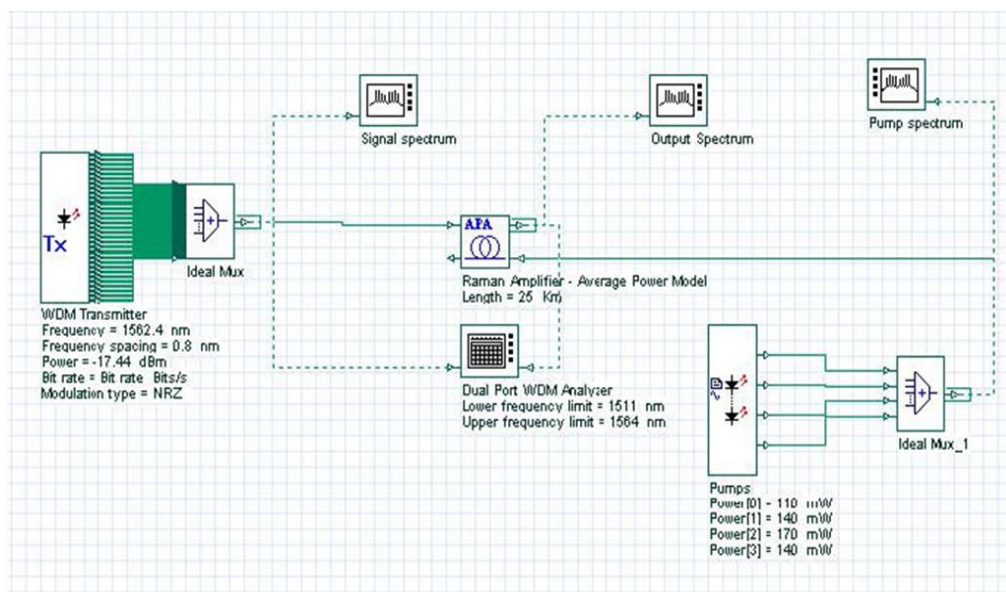 Signal spectrum
Output Spectrum
Pump spectrum
Tx
Ideal Mux
APA
Raman Amplifier - Average Power Model
Length = 25 Km
WDM Transmitter
Frequency = 1562.4 nm
Frequency spacing = 0.8 nm
Power = -17.44 dBm
Bit rate = Bit rate Bits/s
Modulation type = NRZ
Dual Port WDM Analyzer
Lower frequency limit = 1511 nm
Upper frequency limit = 1564 nm
Ideal Mux_1
Pumps
Power[0] = 110 mW
Power[1] = 140 mW
Power[2] = 170 mW
Power[3] = 140 mW